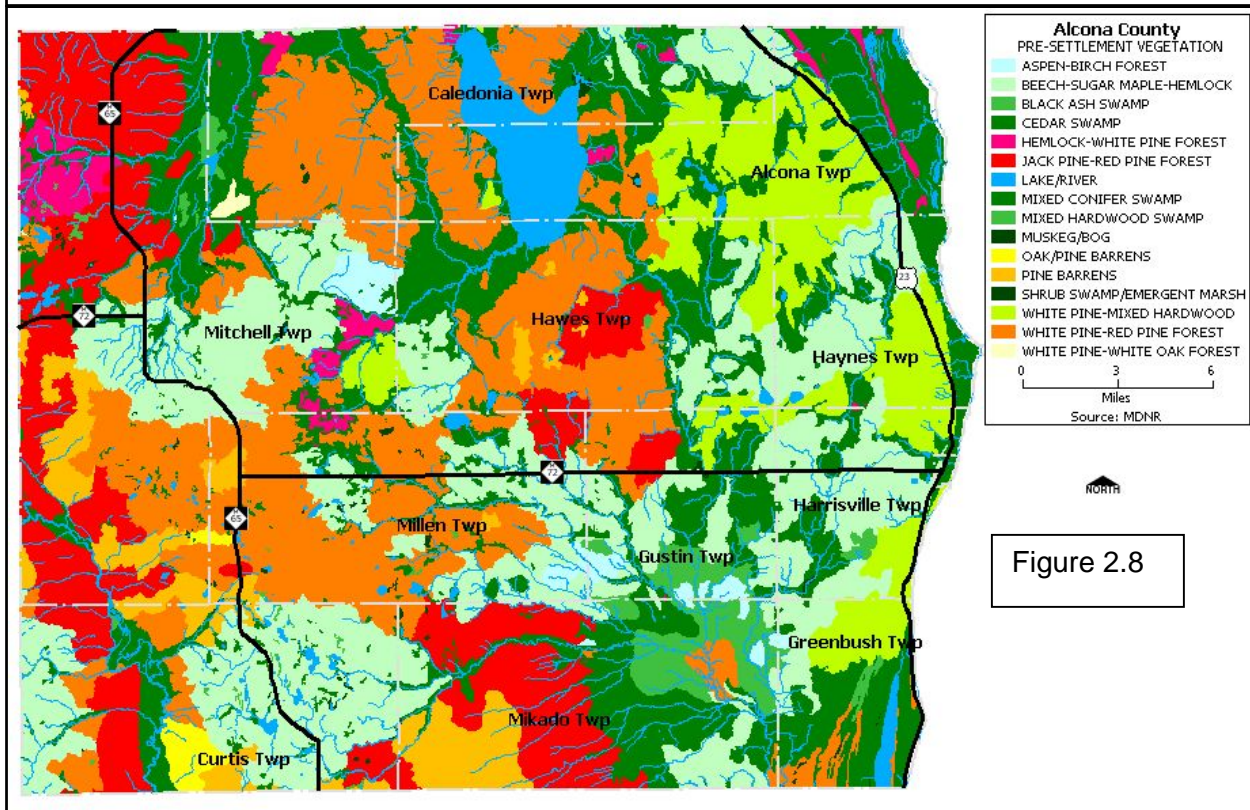 Alcona County
PRE-SETTLEMENT VEGETATION
ASPEN-BIRCH FOREST
BEECH-SUGAR MAPLE-HEMLOCK
BLACK ASH SWAMP
CEDAR SWAMP
HEMLOCK-WHITE PINE FOREST
JACK PINE-RED PINE FOREST
LAKE/RIVER
MIXED CONIFER SWAMP
MIXED HARDWOOD SWAMP
MUSKEG/BOG
OAK/PINE BARRENS
PINE BARRENS
SHRUB SWAMP/EMERGENT MARSH
WHITE PINE-MIXED HARDWOOD
WHITE PINE-RED PINE FOREST
WHITE PINE-WHITE OAK FOREST
0 3 6
Miles
Source: MDNR
NORTH
Figure 2.8
Caledonia Twp
65
Alcona Twp
23
72
Mitchell Twp
Hawes Twp
Haynes Twp
72
65
Millen Twp
Harrisville Twp
Gustin Twp
Greenbush Twp
Mikado Twp
Curtis Twp